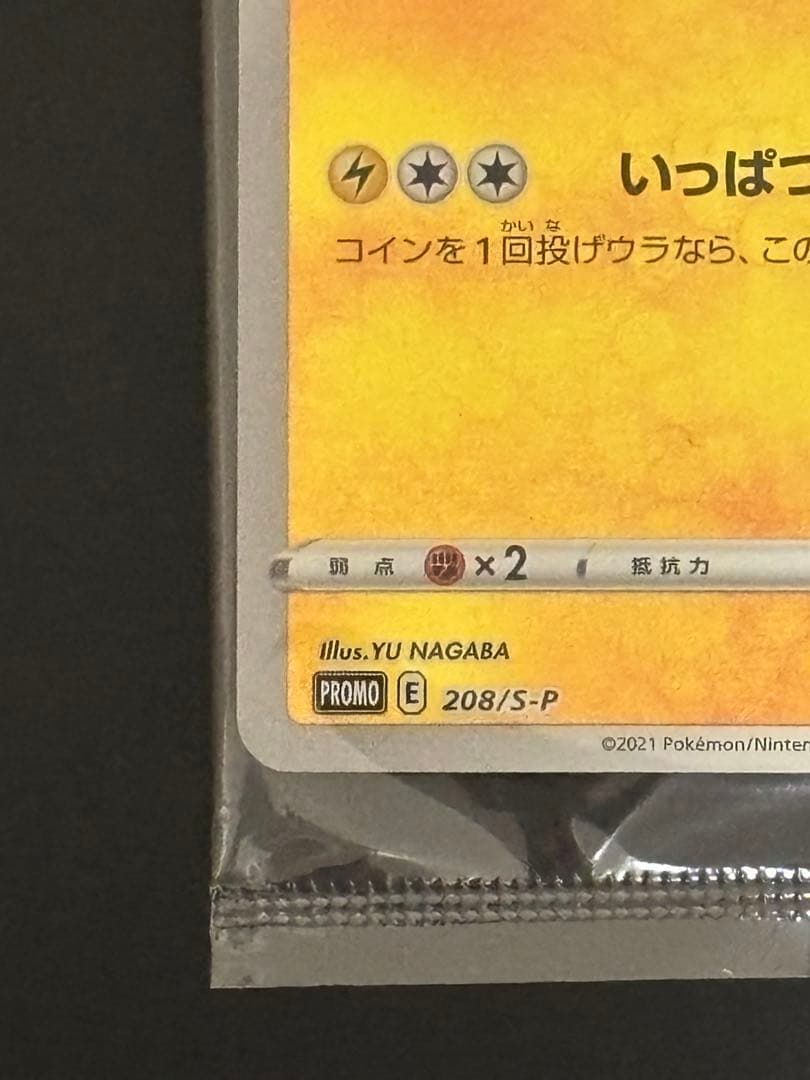 いっぱつ
かい な
コインを1回投げウラなら、この
弱点 ×2 抵抗力
Illus.YU NAGABA
PROMO E 208/S-P
©2021 Pokémon/Ninten